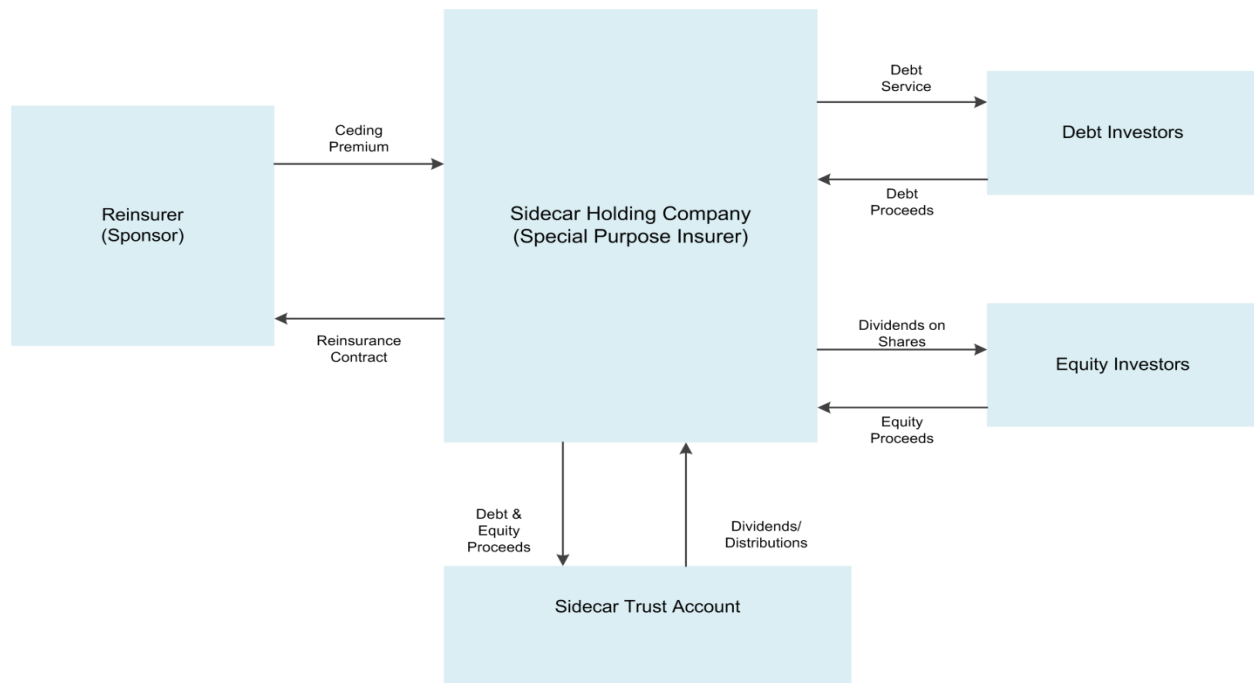 Reinsurer
(Sponsor)
Ceding
Premium
Reinsurance
Contract
Sidecar Holding Company
(Special Purpose Insurer)
Debt
Service
Debt
Proceeds
Debt Investors
Dividends on
Shares
Equity
Proceeds
Equity Investors
Debt &
Equity
Proceeds
Dividends/
Distributions
Sidecar Trust Account